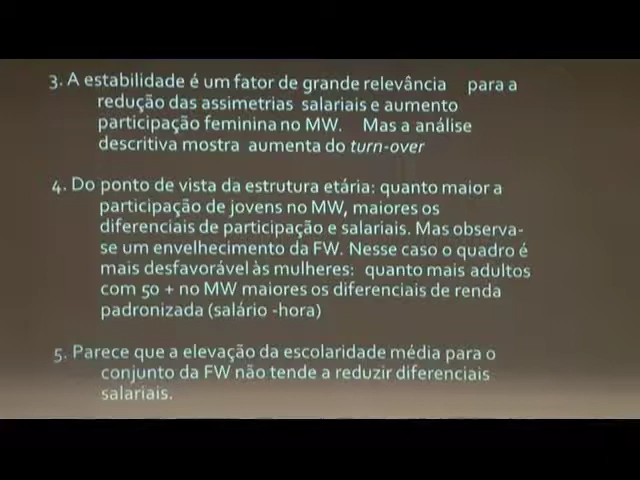 3. A estabilidade é um fator de grande relevância para a
redução das assimetrias salariais e aumento
participação feminina no MW. Mas a análise
descritiva mostra aumenta do turn-over
4. Do ponto de vista da estrutura etária: quanto maior a
participação de jovens no MW, maiores os
diferenciais de participação e salariais. Mas observa-
se um envelhecimento da FW. Nesse caso o quadro é
mais desfavorável às mulheres: quanto mais adultos
com 50 + no MW maiores os diferenciais de renda
padronizada (salário -hora)
5. Parece que a elevação da escolaridade média para o
conjunto da FW não tende a reduzir diferenciais
salariais.